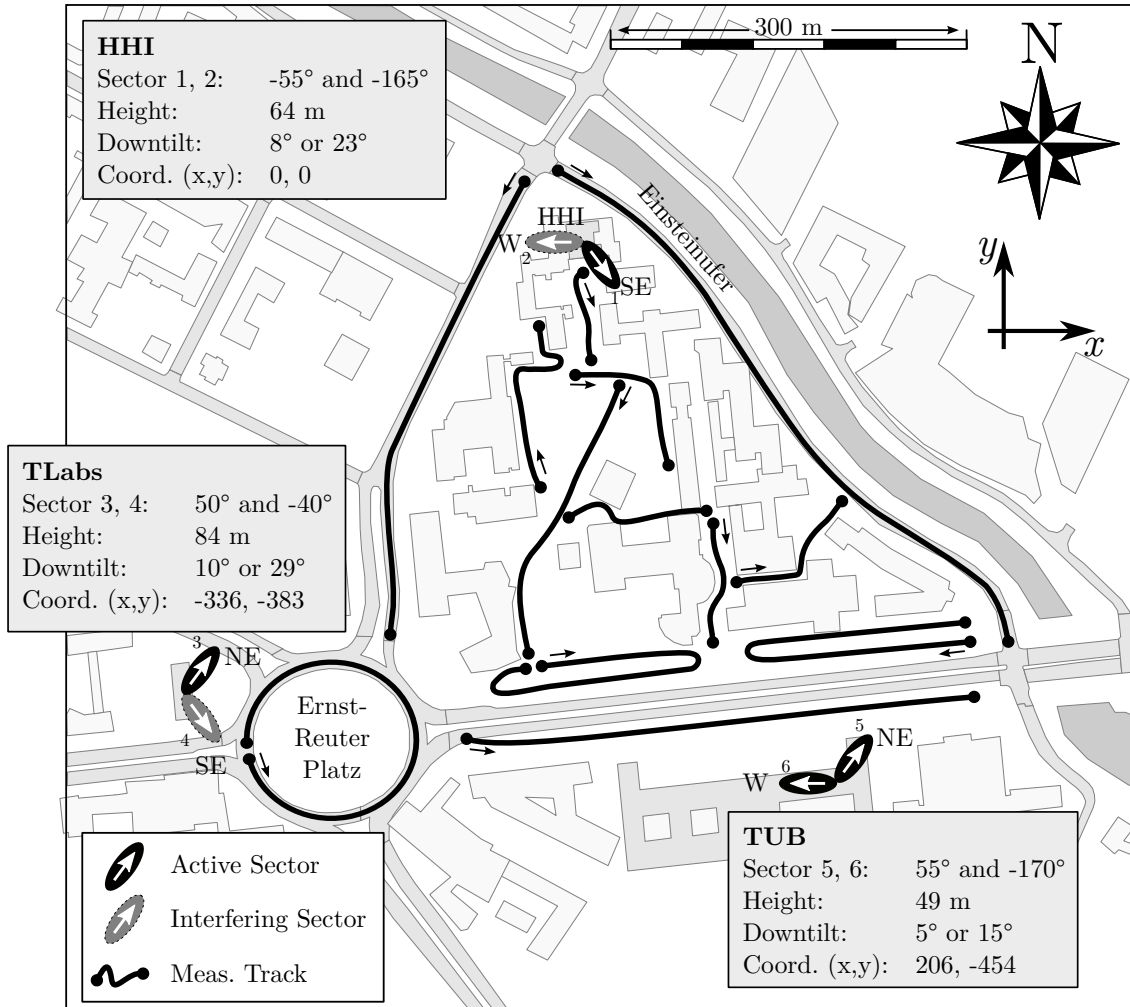 HHI
Sector 1, 2: -55° and -165°
Height: 64 m
Downtilt: 8° or 23°
Coord. (x,y): 0, 0
300 m
N
Einsteinufer
HHI
W
2
1
SE
y
x
TLabs
Sector 3, 4: 50° and -40°
Height: 84 m
Downtilt: 10° or 29°
Coord. (x,y): -336, -383
3
NE
4
SE
Ernst-
Reuter
Platz
5
NE
6
W
TUB
Sector 5, 6: 55° and -170°
Height: 49 m
Downtilt: 5° or 15°
Coord. (x,y): 206, -454
Active Sector
Interfering Sector
Meas. Track